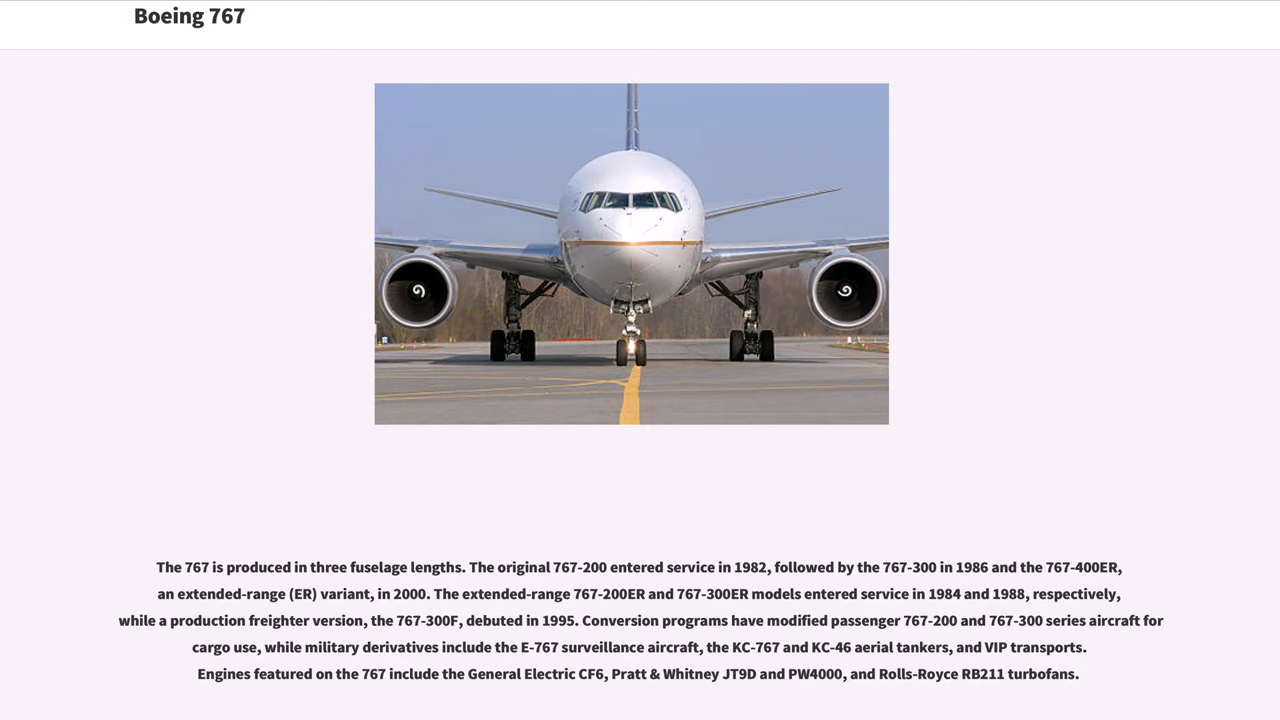 Boeing 767
The 767 is produced in three fuselage lengths. The original 767-200 entered service in 1982, followed by the 767-300 in 1986 and the 767-400ER,
an extended-range (ER) variant, in 2000. The extended-range 767-200ER and 767-300ER models entered service in 1984 and 1988, respectively,
while a production freighter version, the 767-300F, debuted in 1995. Conversion programs have modified passenger 767-200 and 767-300 series aircraft for
cargo use, while military derivatives include the E-767 surveillance aircraft, the KC-767 and KC-46 aerial tankers, and VIP transports.
Engines featured on the 767 include the General Electric CF6, Pratt & Whitney JT9D and PW4000, and Rolls-Royce RB211 turbofans.